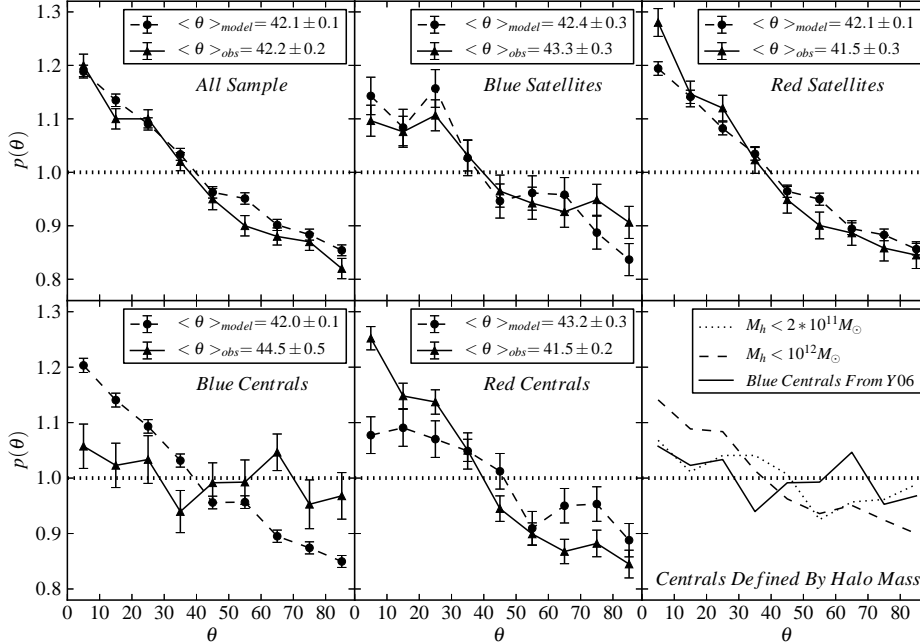 1.3
1.2
1.1
1.0
0.9
0.8
p(θ)
< θ >model= 42.1 ± 0.1
< θ >obs= 42.2 ± 0.2
All Sample
< θ >model= 42.4 ± 0.3
< θ >obs= 43.3 ± 0.3
Blue Satellites
< θ >model= 42.1 ± 0.1
< θ >obs= 41.5 ± 0.3
Red Satellites
1.3
1.2
1.1
1.0
0.9
0.8
p(θ)
< θ >model= 42.0 ± 0.1
< θ >obs= 44.5 ± 0.5
Blue Centrals
< θ >model= 43.2 ± 0.3
< θ >obs= 41.5 ± 0.2
Red Centrals
Mh < 2 * 10^11 M⊙
Mh < 10^12 M⊙
Blue Centrals From Y06
Centrals Defined By Halo Mass
0 10 20 30 40 50 60 70 80
0 10 20 30 40 50 60 70 80
0 10 20 30 40 50 60 70 80
θ
θ
θ